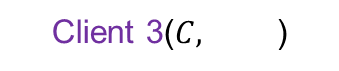 Client 3(C,      )